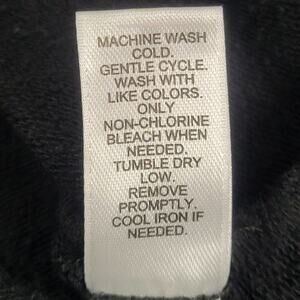 MACHINE WASH
COLD.
GENTLE CYCLE.
WASH WITH
LIKE COLORS.
ONLY
NON-CHLORINE
BLEACH WHEN
NEEDED.
TUMBLE DRY
LOW.
REMOVE
PROMPTLY.
COOL IRON IF
NEEDED.